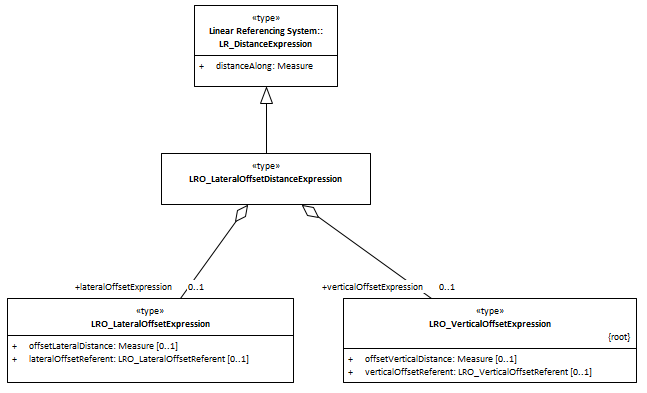 «type»
Linear Referencing System::
LR_DistanceExpression
+ distanceAlong: Measure
«type»
LRO_LateralOffsetDistanceExpression
+lateralOffsetExpression 0..1
+verticalOffsetExpression 0..1
«type»
LRO_LateralOffsetExpression
+ offsetLateralDistance: Measure [0..1]
+ lateralOffsetReferent: LRO_LateralOffsetReferent [0..1]
«type»
LRO_VerticalOffsetExpression
{root}
+ offsetVerticalDistance: Measure [0..1]
+ verticalOffsetReferent: LRO_VerticalOffsetReferent [0..1]